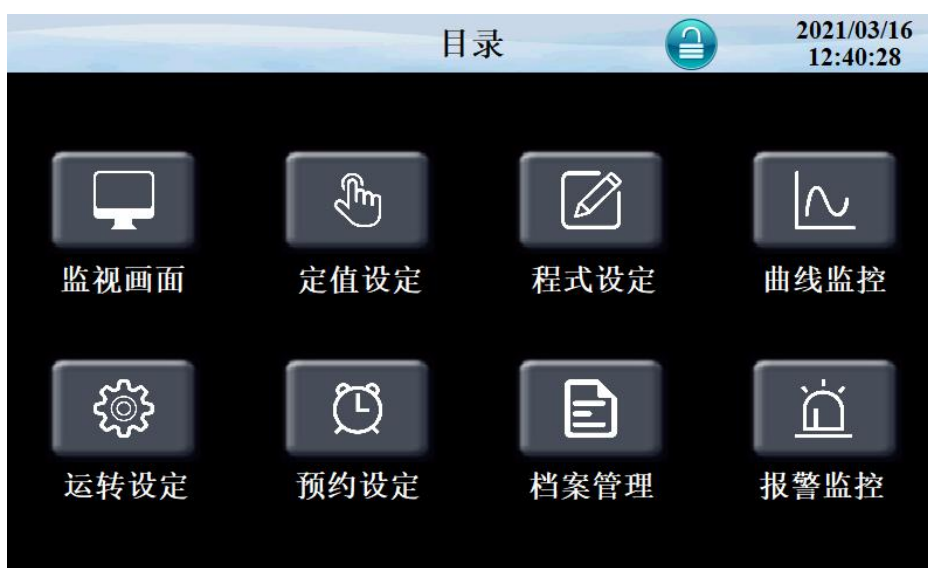 目录
2021/03/16
12:40:28
监视画面 定值设定 程式设定 曲线监控
运转设定 预约设定 档案管理 报警监控